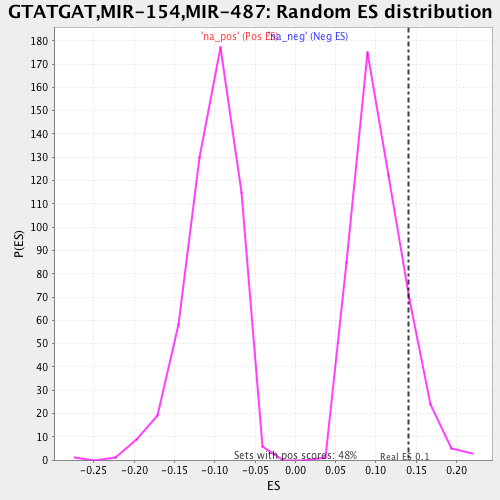 GTATGAT,MIR-154,MIR-487: Random ES distribution
'na_pos' (Pos ES) 'na_neg' (Neg ES)
180
170
160
150
140
130
120
110
100
90
80
70
60
50
40
30
20
10
0
P(ES)
Sets with pos scores: 48%
Real ES 0.1
-0.25 -0.20 -0.15 -0.10 -0.05 0.00 0.05 0.10 0.15 0.20
ES